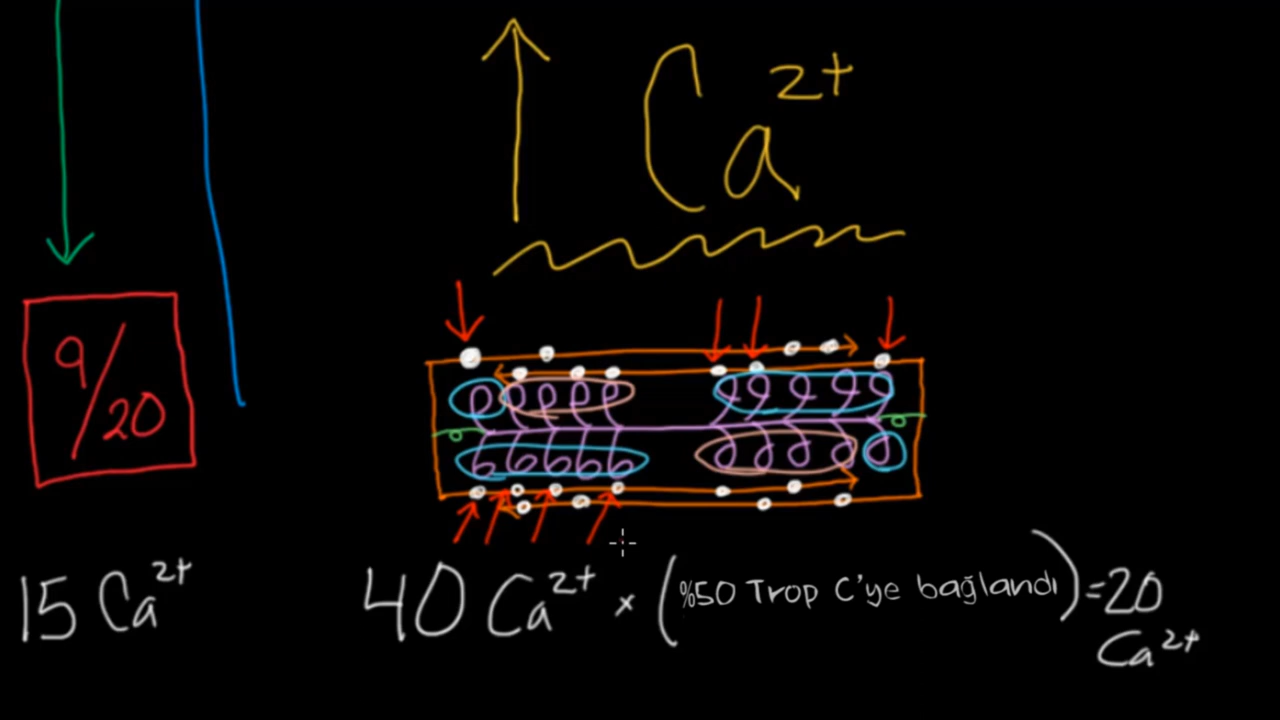 Ca²⁺
9/20
15 Ca²⁺
40 Ca²⁺ x (%50 Trop C'ye bağlandı) = 20
Ca²⁺